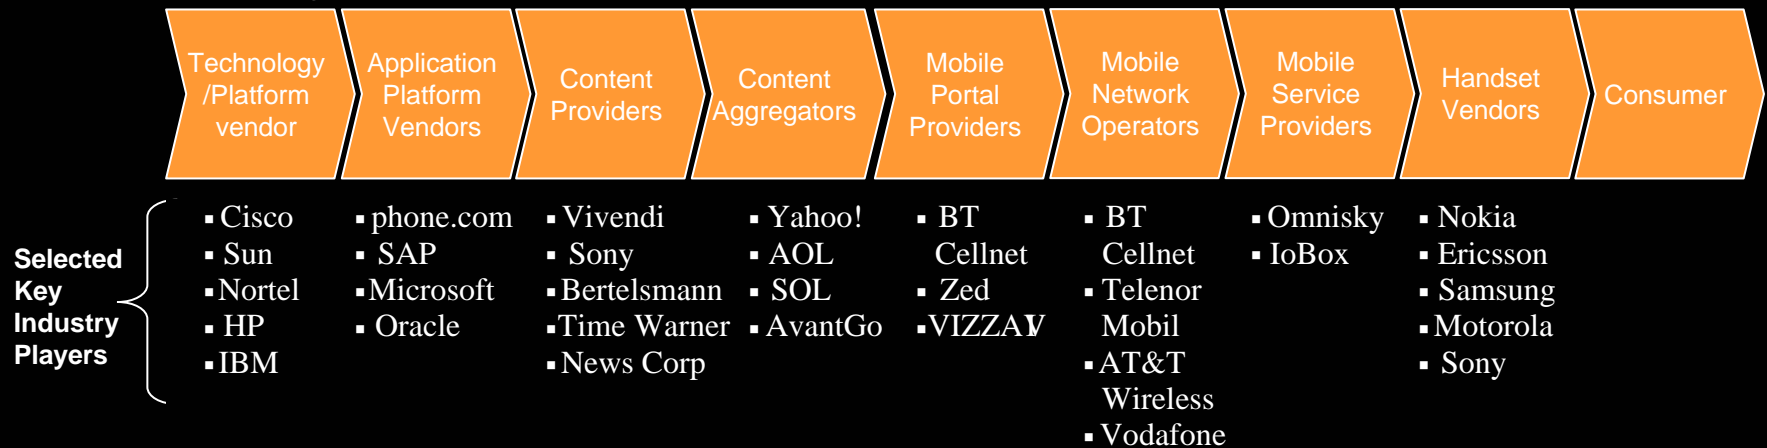 Technology
/Platform
vendor
Application
Platform
Vendors
Content
Providers
Content
Aggregators
Mobile
Portal
Providers
Mobile
Network
Operators
Mobile
Service
Providers
Handset
Vendors
Consumer
Selected
Key
Industry
Players
▪ Cisco
▪ Sun
▪ Nortel
▪ HP
▪ IBM
▪ phone.com
▪ SAP
▪ Microsoft
▪ Oracle
▪ Vivendi
▪ Sony
▪ Bertelsmann
▪ Time Warner
▪ News Corp
▪ Yahoo!
▪ AOL
▪ SOL
▪ AvantGo
▪ BT
Cellnet
▪ Zed
▪ VIZZAVI
▪ BT
Cellnet
▪ Telenor
Mobil
▪ AT&T
Wireless
▪ Vodafone
▪ Omnisky
▪ IoBox
▪ Nokia
▪ Ericsson
▪ Samsung
▪ Motorola
▪ Sony